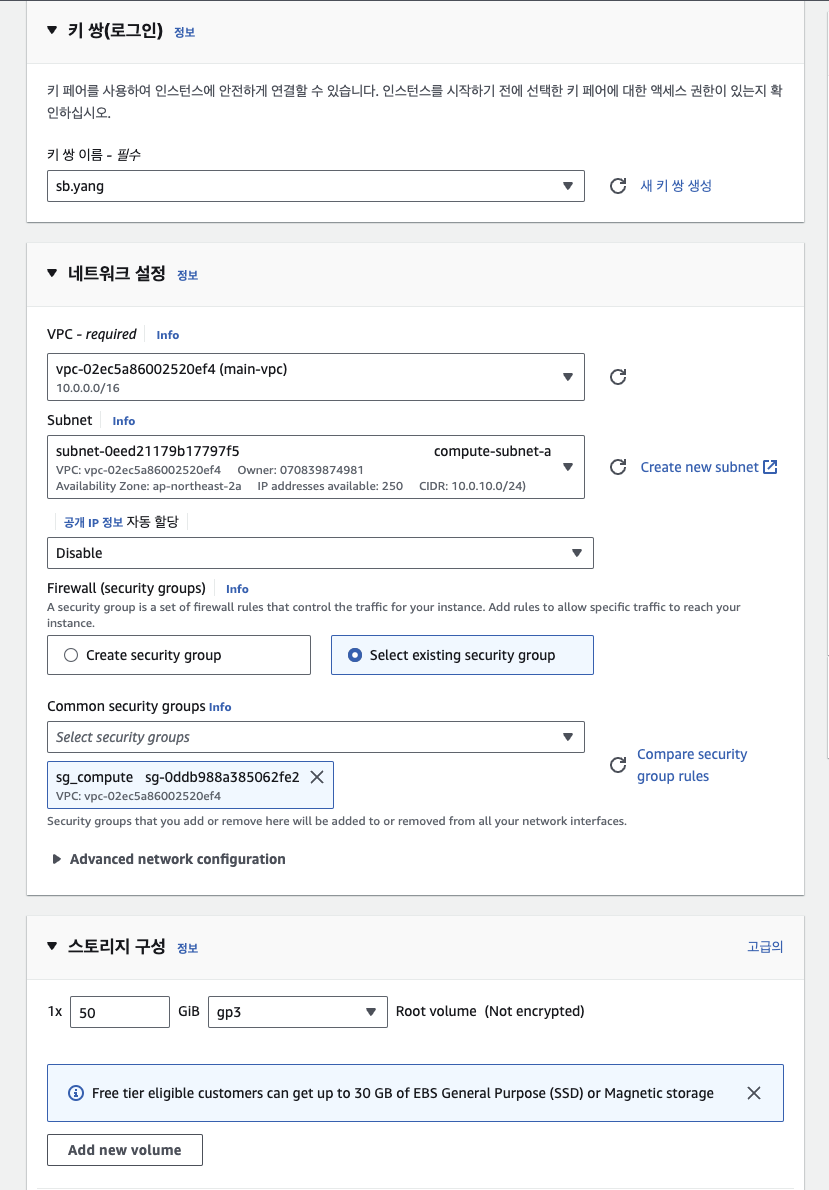 키 쌍(로그인) 정보
키 페어를 사용하여 인스턴스에 안전하게 연결할 수 있습니다. 인스턴스를 시작하기 전에 선택한 키 페어에 대한 액세스 권한이 있는지 확
인하십시오.
키 쌍 이름 - 필수
sb.yang
새 키 쌍 생성
네트워크 설정 정보
VPC - required Info
vpc-02ec5a86002520ef4 (main-vpc)
10.0.0.0/16
Subnet Info
subnet-0eed21179b17797f5 compute-subnet-a
VPC: vpc-02ec5a86002520ef4 Owner: 070839874981
Availability Zone: ap-northeast-2a IP addresses available: 250 CIDR: 10.0.10.0/24)
Create new subnet
공개 IP 정보 자동 할당
Disable
Firewall (security groups) Info
A security group is a set of firewall rules that control the traffic for your instance. Add rules to allow specific traffic to reach your
instance.
Create security group
Select existing security group
Common security groups Info
Select security groups
sg_compute sg-0ddb988a385062fe2
VPC: vpc-02ec5a86002520ef4
Compare security
group rules
Security groups that you add or remove here will be added to or removed from all your network interfaces.
Advanced network configuration
스토리지 구성 정보
고급의
1x 50 GiB gp3 Root volume (Not encrypted)
Free tier eligible customers can get up to 30 GB of EBS General Purpose (SSD) or Magnetic storage
Add new volume